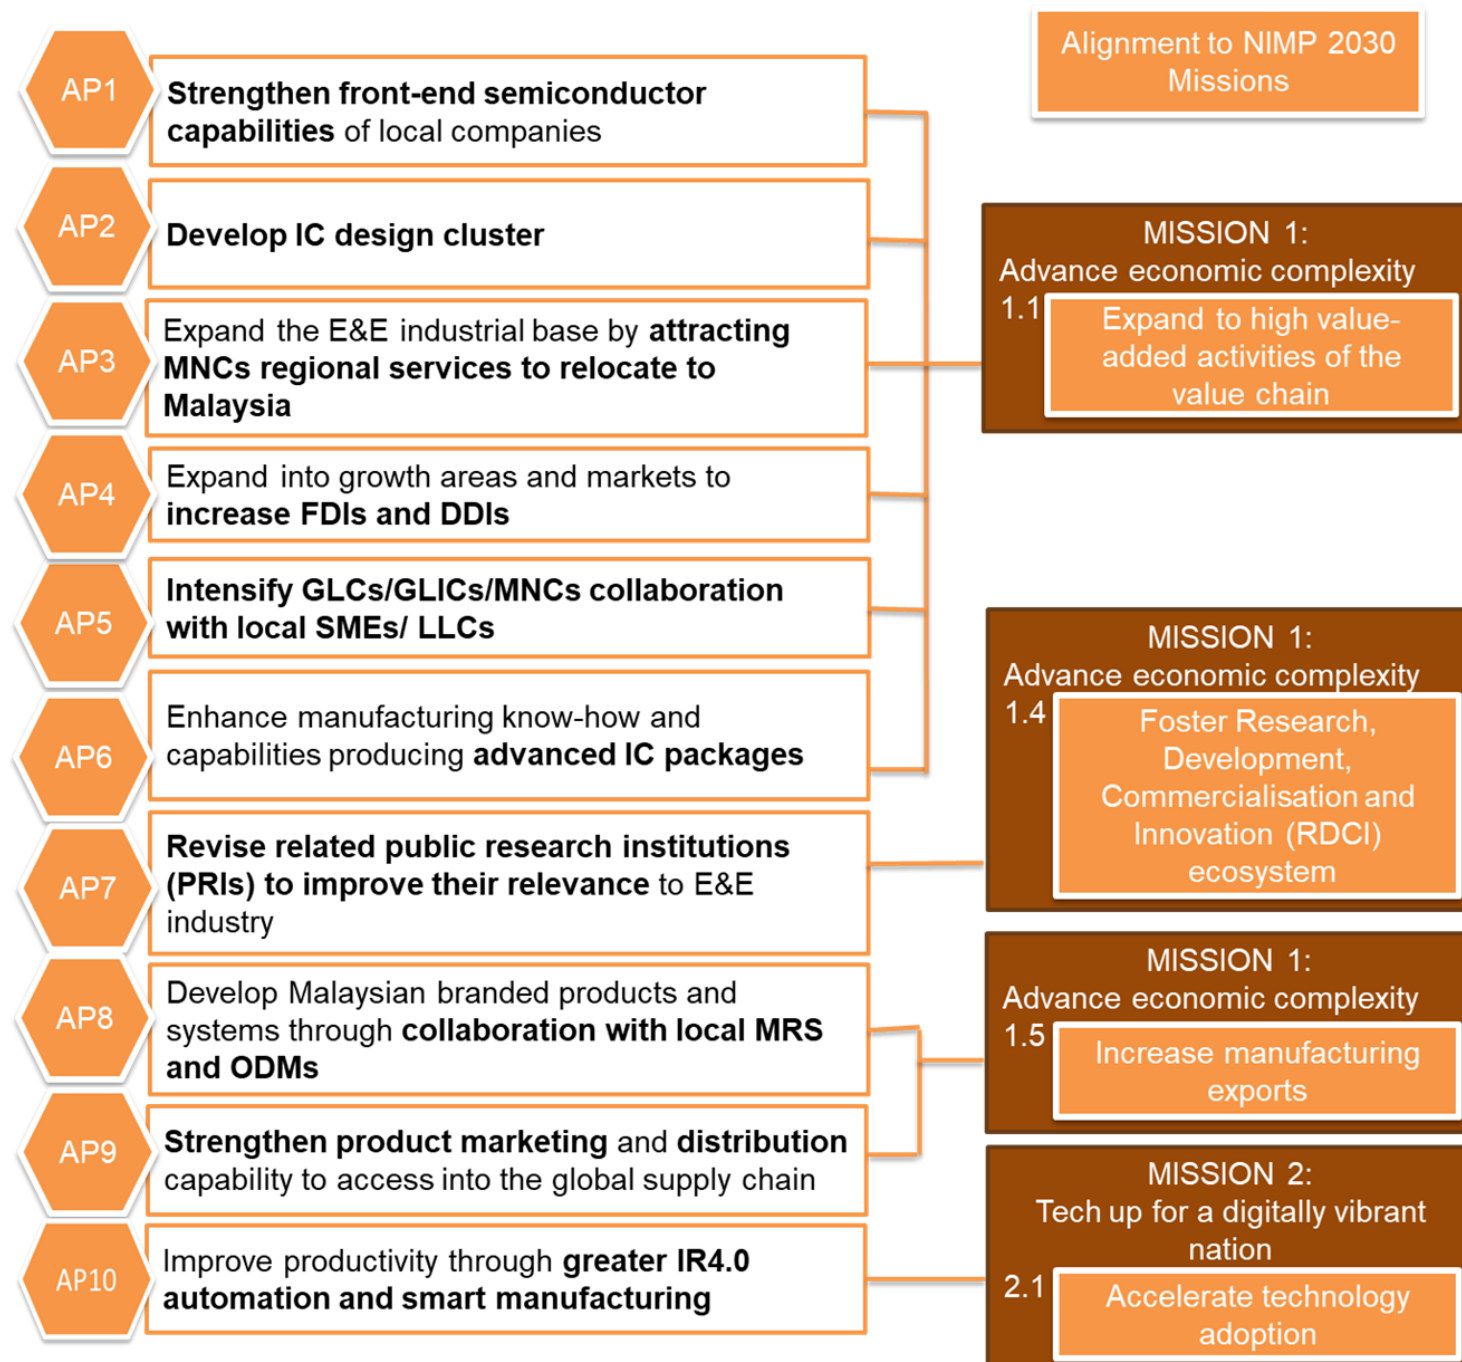 Alignment to NIMP 2030
Missions
AP1
Strengthen front-end semiconductor
capabilities of local companies
AP2
Develop IC design cluster
AP3
Expand the E&E industrial base by attracting
MNCs regional services to relocate to
Malaysia
AP4
Expand into growth areas and markets to
increase FDIs and DDIs
AP5
Intensify GLCs/GLICs/MNCs collaboration
with local SMEs/ LLCs
AP6
Enhance manufacturing know-how and
capabilities producing advanced IC packages
MISSION 1:
Advance economic complexity
1.1
Expand to high value-
added activities of the
value chain
AP7
Revise related public research institutions
(PRIs) to improve their relevance to E&E
industry
MISSION 1:
Advance economic complexity
1.4
Foster Research,
Development,
Commercialisation and
Innovation (RDCI)
ecosystem
AP8
Develop Malaysian branded products and
systems through collaboration with local MRS
and ODMs
AP9
Strengthen product marketing and distribution
capability to access into the global supply chain
MISSION 1:
Advance economic complexity
1.5
Increase manufacturing
exports
AP10
Improve productivity through greater IR4.0
automation and smart manufacturing
MISSION 2:
Tech up for a digitally vibrant
nation
2.1
Accelerate technology
adoption